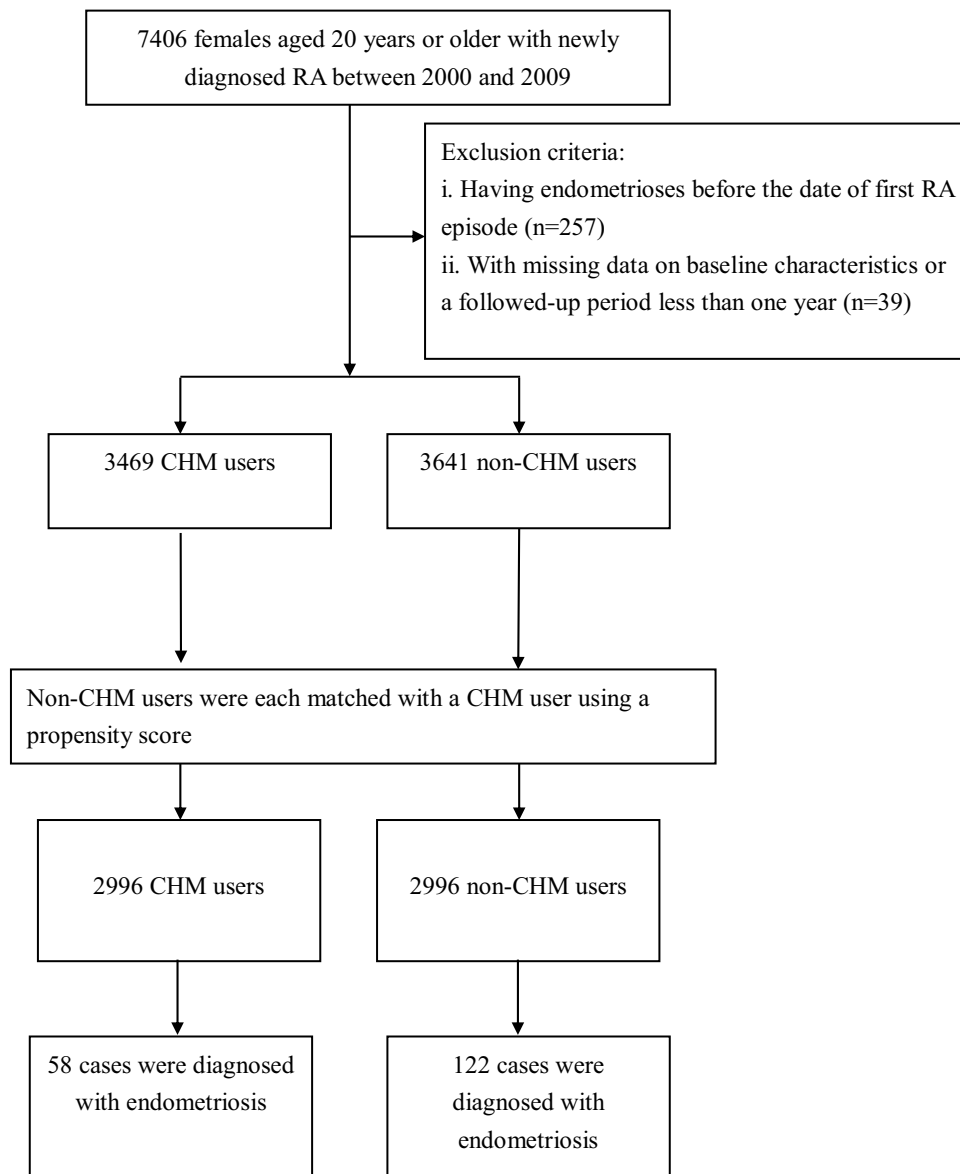 7406 females aged 20 years or older with newly
diagnosed RA between 2000 and 2009
Exclusion criteria:
i. Having endometrioses before the date of first RA
episode (n=257)
ii. With missing data on baseline characteristics or
a followed-up period less than one year (n=39)
3469 CHM users
3641 non-CHM users
Non-CHM users were each matched with a CHM user using a
propensity score
2996 CHM users
2996 non-CHM users
58 cases were diagnosed
with endometriosis
122 cases were
diagnosed with
endometriosis